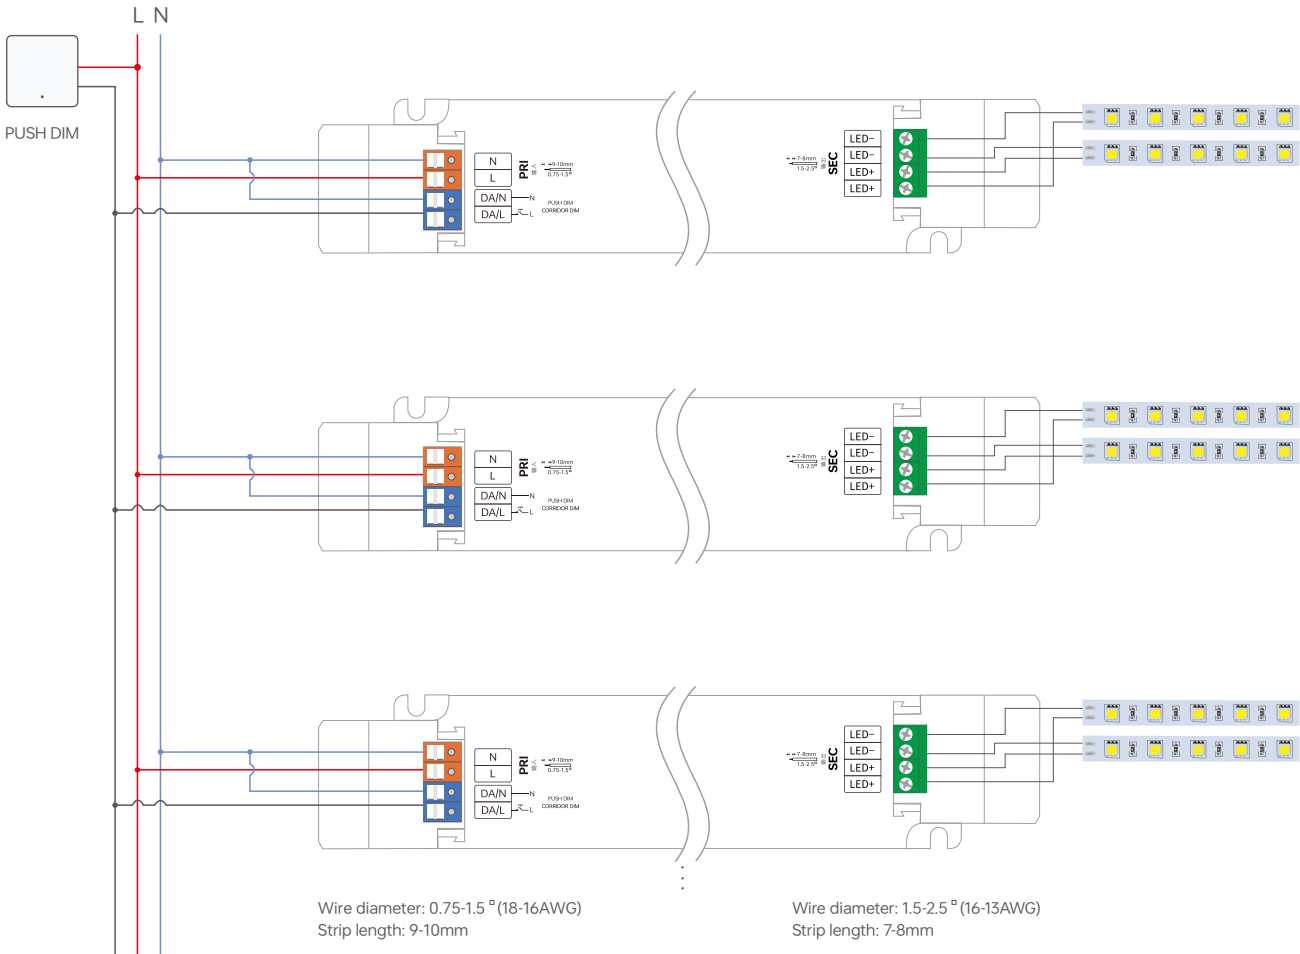 L N
PUSH DIM
N
L
DA/N
DA/L
PRI
9-10mm
0.75-1.5□
N
L
PUSH DIM
CORRIDOR DIM
7-8mm
1.5-2.5□
SEC
LED−
LED−
LED+
LED+
N
L
DA/N
DA/L
PRI
9-10mm
0.75-1.5□
N
L
PUSH DIM
CORRIDOR DIM
7-8mm
1.5-2.5□
SEC
LED−
LED−
LED+
LED+
N
L
DA/N
DA/L
PRI
9-10mm
0.75-1.5□
N
L
PUSH DIM
CORRIDOR DIM
7-8mm
1.5-2.5□
SEC
LED−
LED−
LED+
LED+
Wire diameter: 0.75-1.5 □ (18-16AWG)
Strip length: 9-10mm
Wire diameter: 1.5-2.5 □ (16-13AWG)
Strip length: 7-8mm